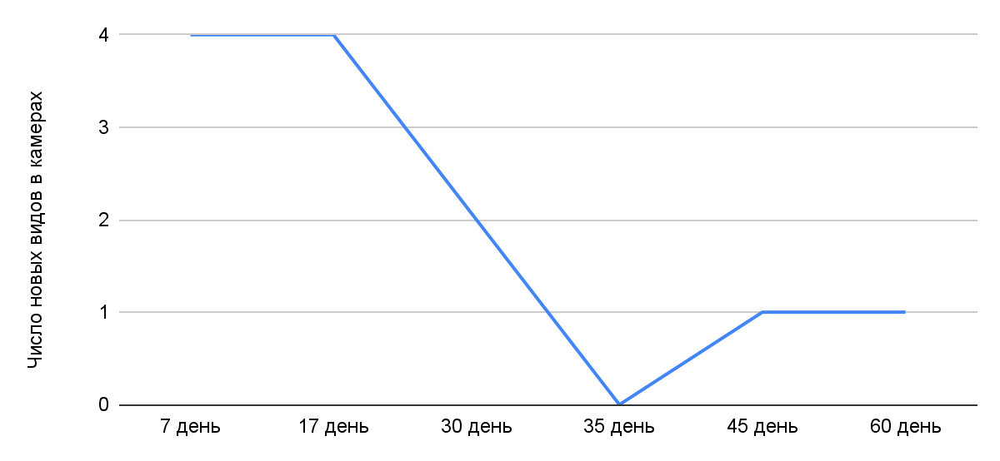 Число новых видов в камерах
4
3
2
1
0
7 день
17 день
30 день
35 день
45 день
60 день